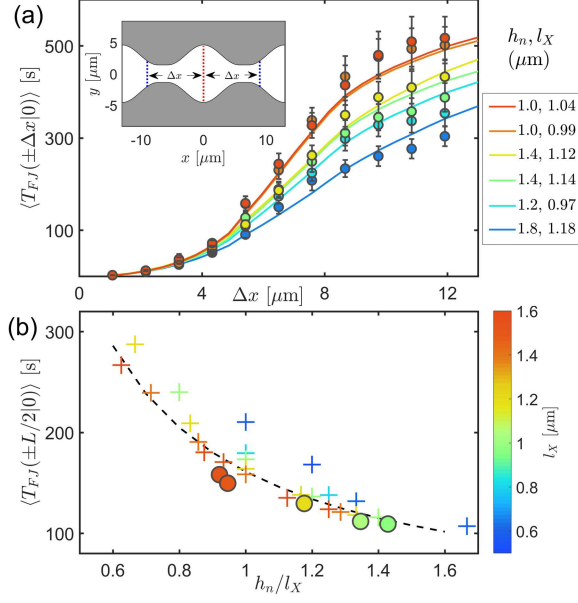 (a)
⟨T_FJ(±Δx|0)⟩ [s]
500
300
100
0
4
8
12
Δx [μm]
y [μm]
5
0
-5
Δx
Δx
-10
0
10
x [μm]
h_n, l_X
(μm)
1.0, 1.04
1.0, 0.99
1.4, 1.12
1.4, 1.14
1.2, 0.97
1.8, 1.18
(b)
⟨T_FJ(±L/2|0)⟩ [s]
300
200
100
0.6
0.8
1
1.2
1.4
1.6
h_n/l_X
1.6
1.4
1.2
1
0.8
0.6
l_X [μm]